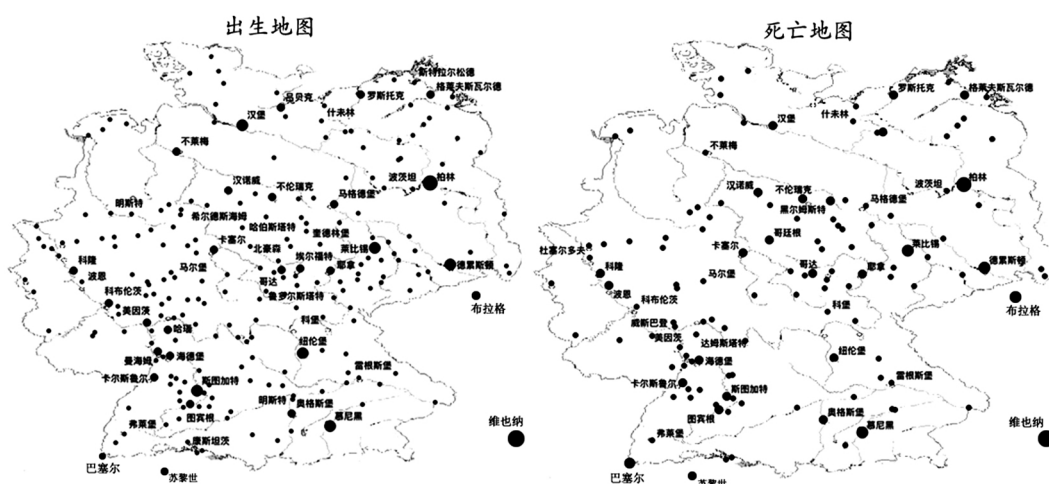 出生地图
斯特拉尔松德
格莱夫斯瓦尔德
吕贝克
罗斯托克
什未林
汉堡
不莱梅
波茨坦
柏林
汉诺威
不伦瑞克
马格德堡
明斯特
希尔德斯海姆
哈伯斯塔特
奎德林堡
卡塞尔
北豪森
莱比锡
科隆
马尔堡
埃尔福特
耶拿
德累斯顿
波恩
哥达
科布伦茨
曼罗尔斯塔特
布拉格
美因茨
科堡
哈瑙
纽伦堡
曼海姆
海德堡
雷根斯堡
卡尔斯鲁尔
斯图加特
明斯特
奥格斯堡
图宾根
慕尼黑
弗莱堡
维也纳
康斯坦茨
巴塞尔
苏黎世
死亡地图
罗斯托克
格莱夫斯瓦尔德
什未林
汉堡
不莱梅
波茨坦
柏林
汉诺威
不伦瑞克
马格德堡
黑尔姆斯特
哥廷根
杜塞尔多夫
卡塞尔
莱比锡
科隆
马尔堡
哥达
耶拿
德累斯顿
波恩
科布伦茨
科堡
布拉格
威斯巴登
美因茨
达姆斯塔特
纽伦堡
海德堡
雷根斯堡
卡尔斯鲁尔
斯图加特
图宾根
奥格斯堡
慕尼黑
弗莱堡
维也纳
巴塞尔
苏黎世